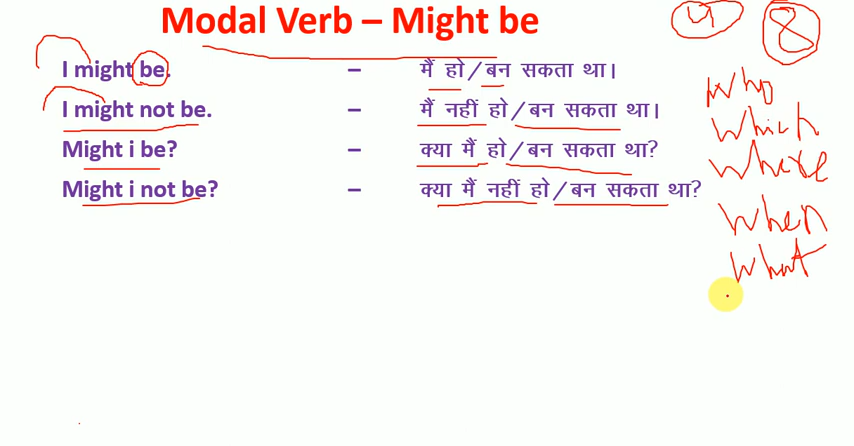 Modal Verb – Might be
I might be. – मैं हो/बन सकता था।
I might not be. – मैं नहीं हो/बन सकता था।
Might i be? – क्या मैं हो/बन सकता था?
Might i not be? – क्या मैं नहीं हो/बन सकता था?
8
Who
Which
Where
When
What